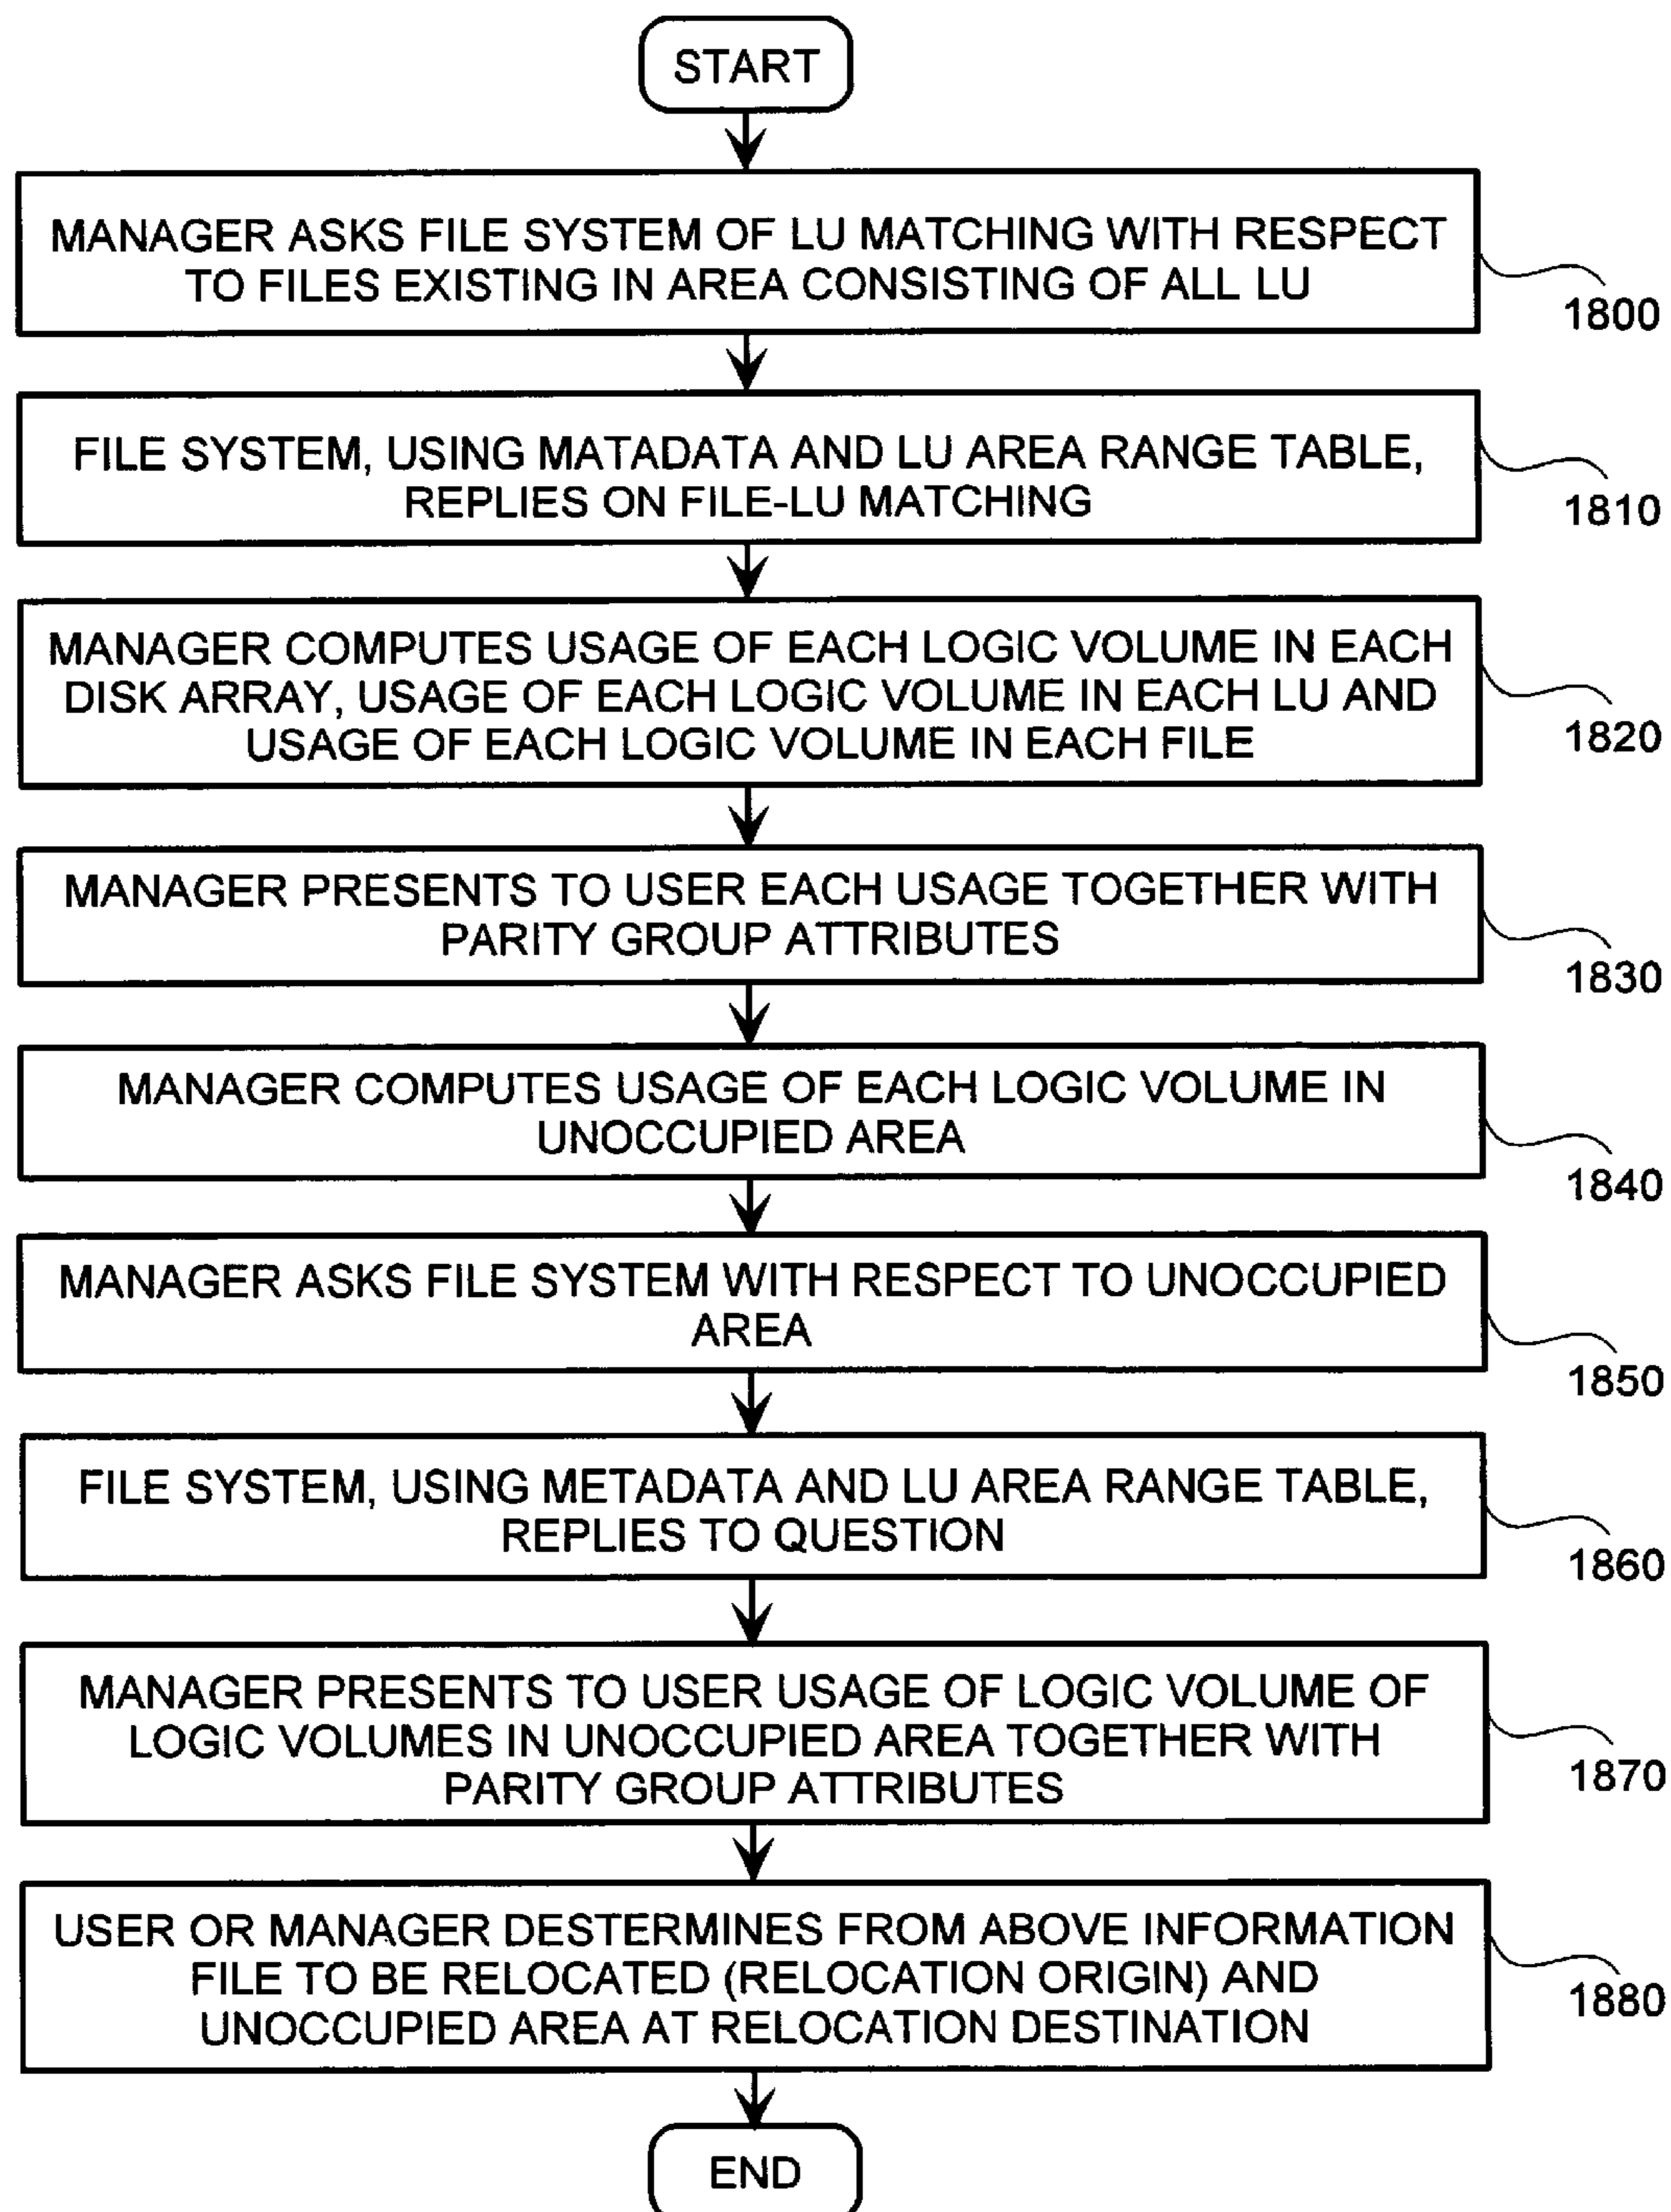 START
MANAGER ASKS FILE SYSTEM OF LU MATCHING WITH RESPECT
TO FILES EXISTING IN AREA CONSISTING OF ALL LU
1800
FILE SYSTEM, USING MATADATA AND LU AREA RANGE TABLE,
REPLIES ON FILE-LU MATCHING
1810
MANAGER COMPUTES USAGE OF EACH LOGIC VOLUME IN EACH
DISK ARRAY, USAGE OF EACH LOGIC VOLUME IN EACH LU AND
USAGE OF EACH LOGIC VOLUME IN EACH FILE
1820
MANAGER PRESENTS TO USER EACH USAGE TOGETHER WITH
PARITY GROUP ATTRIBUTES
1830
MANAGER COMPUTES USAGE OF EACH LOGIC VOLUME IN
UNOCCUPIED AREA
1840
MANAGER ASKS FILE SYSTEM WITH RESPECT TO UNOCCUPIED
AREA
1850
FILE SYSTEM, USING METADATA AND LU AREA RANGE TABLE,
REPLIES TO QUESTION
1860
MANAGER PRESENTS TO USER USAGE OF LOGIC VOLUME OF
LOGIC VOLUMES IN UNOCCUPIED AREA TOGETHER WITH
PARITY GROUP ATTRIBUTES
1870
USER OR MANAGER DESTERMINES FROM ABOVE INFORMATION
FILE TO BE RELOCATED (RELOCATION ORIGIN) AND
UNOCCUPIED AREA AT RELOCATION DESTINATION
1880
END